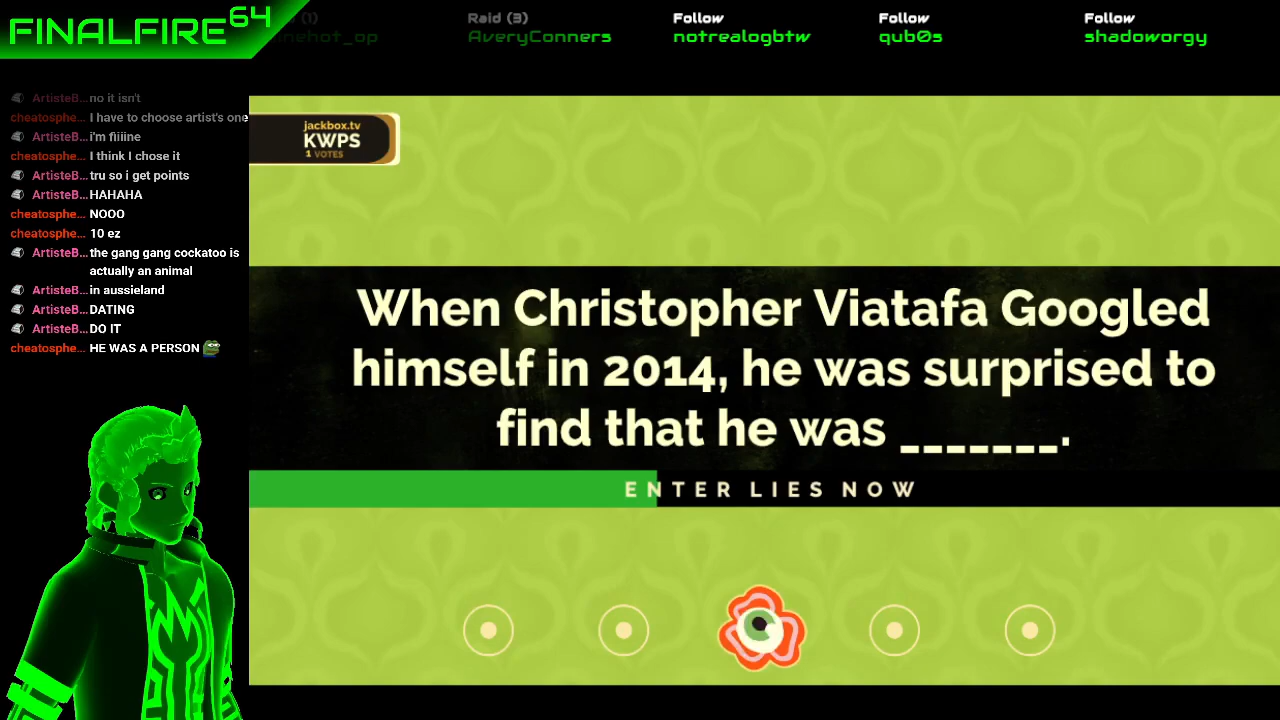 FINALFIRE64
(1)
nehot_op
Raid (3)
AveryConners
Follow
notrealogbtw
Follow
qub0s
Follow
shadoworgy
ArtisteB... no it isn't
cheatosphe... I have to choose artist's one
ArtisteB... i'm fiiiine
cheatosphe... I think I chose it
ArtisteB... tru so i get points
ArtisteB... HAHAHA
cheatosphe... NOOO
cheatosphe... 10 ez
ArtisteB... the gang gang cockatoo is
actually an animal
ArtisteB... in aussieland
ArtisteB... DATING
ArtisteB... DO IT
cheatosphe... HE WAS A PERSON
jackbox.tv
KWPS
1 VOTES
When Christopher Viatafa Googled
himself in 2014, he was surprised to
find that he was _______.
ENTER LIES NOW